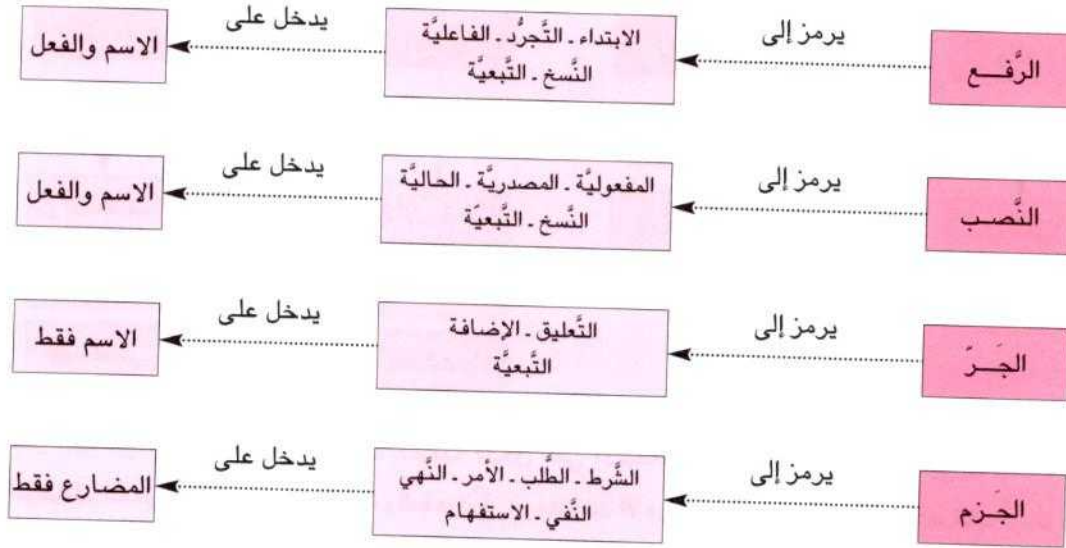 الرَّفـــع
يرمز إلى
الابتداء ـ التَّجرُّد ـ الفاعليَّة
النَّسخ ـ التَّبعيَّة
يدخل على
الاسم والفعل
النَّصـب
يرمز إلى
المفعوليَّة ـ المصدريَّة ـ الحاليَّة
النَّسخ ـ التَّبعيَّة
يدخل على
الاسم والفعل
الجَـــرّ
يرمز إلى
التَّعليق ـ الإضافة
التَّبعيَّة
يدخل على
الاسم فقط
الجَـزم
يرمز إلى
الشَّرط ـ الطَّلب ـ الأمر ـ النَّهي
النَّفي ـ الاستفهام
يدخل على
المضارع فقط